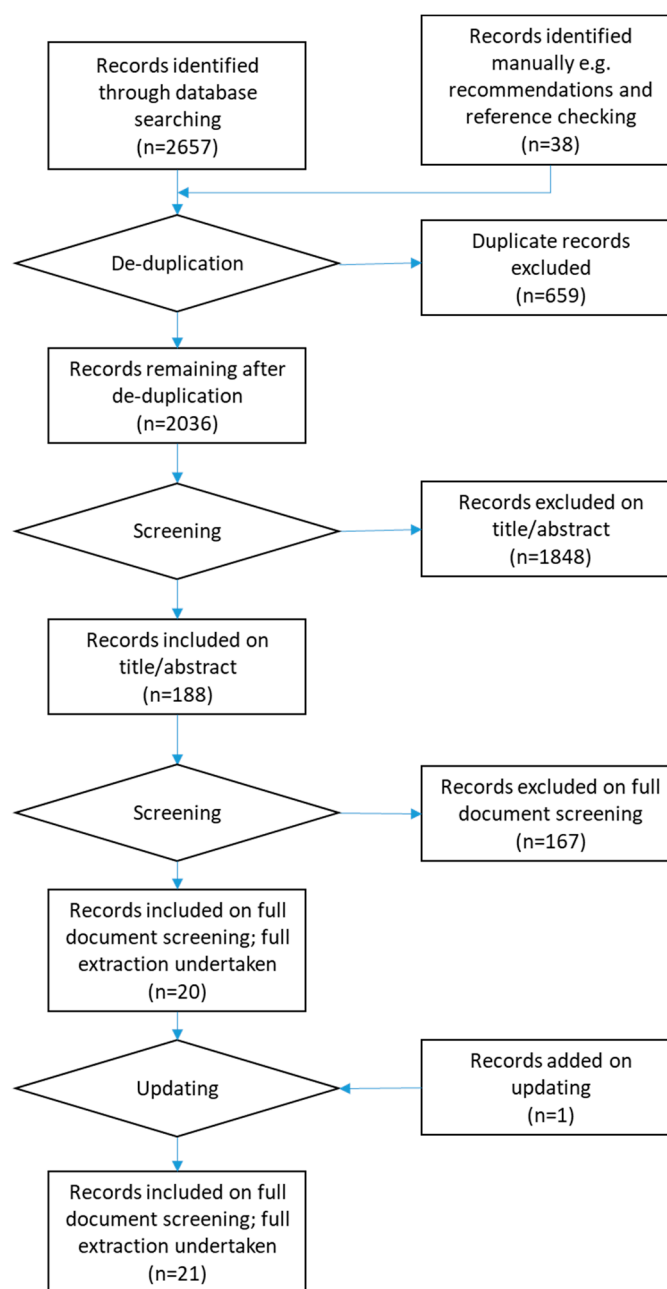 Records identified
through database
searching
(n=2657)
Records identified
manually e.g.
recommendations and
reference checking
(n=38)
De-duplication
Duplicate records
excluded
(n=659)
Records remaining after
de-duplication
(n=2036)
Screening
Records excluded on
title/abstract
(n=1848)
Records included on
title/abstract
(n=188)
Screening
Records excluded on full
document screening
(n=167)
Records included on full
document screening; full
extraction undertaken
(n=20)
Updating
Records added on
updating
(n=1)
Records included on full
document screening; full
extraction undertaken
(n=21)